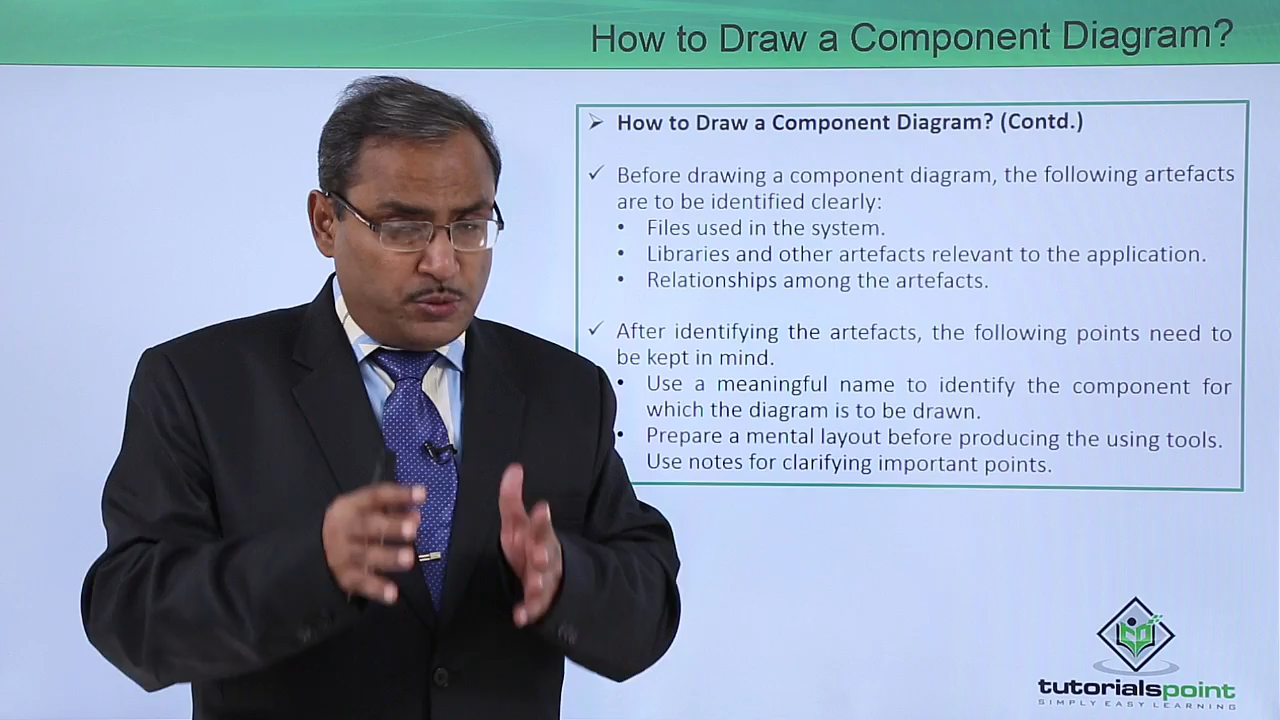 How to Draw a Component Diagram?
➢ How to Draw a Component Diagram? (Contd.)
✓ Before drawing a component diagram, the following artefacts
are to be identified clearly:
• Files used in the system.
• Libraries and other artefacts relevant to the application.
• Relationships among the artefacts.
✓ After identifying the artefacts, the following points need to
be kept in mind.
• Use a meaningful name to identify the component for
which the diagram is to be drawn.
• Prepare a mental layout before producing the using tools.
Use notes for clarifying important points.
tutorialspoint
SIMPLY EASY LEARNING